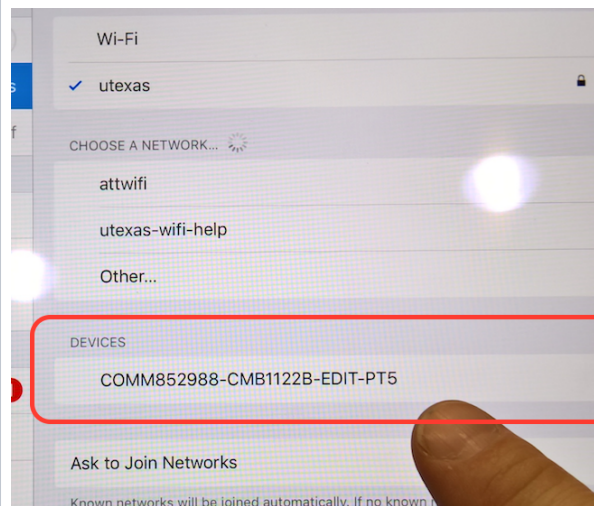 Wi-Fi
utexas
CHOOSE A NETWORK...
attwifi
utexas-wifi-help
Other...
DEVICES
COMM852988-CMB1122B-EDIT-PT5
Ask to Join Networks
Known networks will be joined automatically. If no known